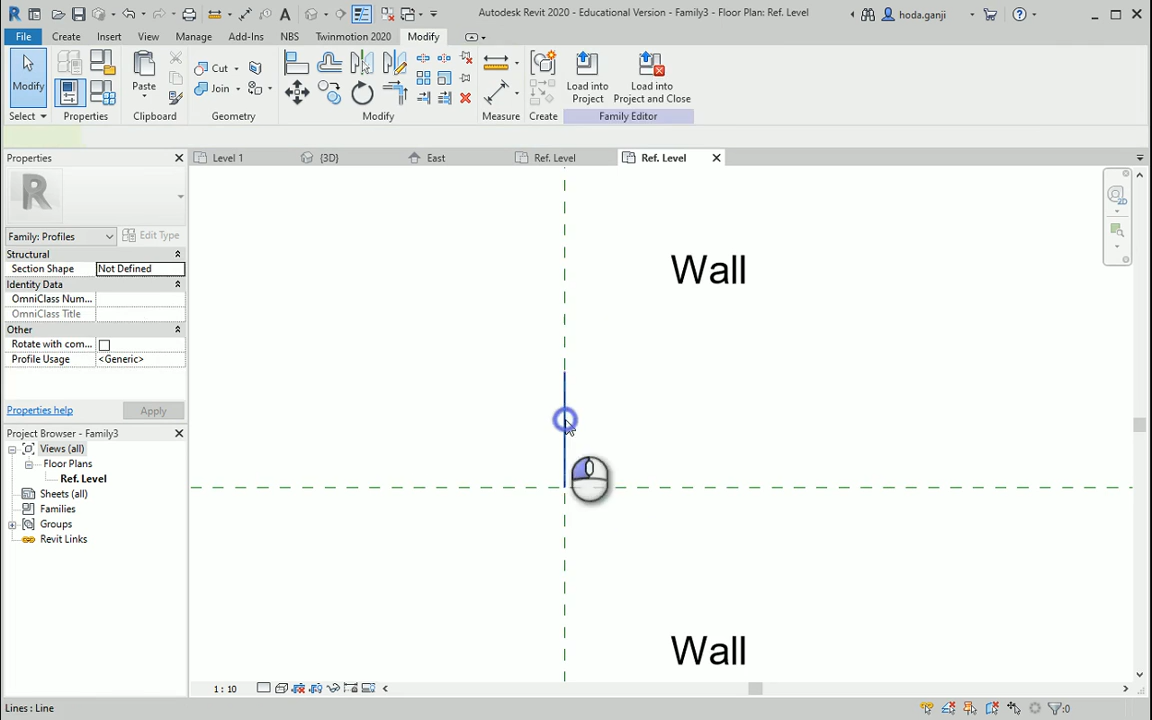 Autodesk Revit 2020 - Educational Version - Family3 - Floor Plan: Ref. Level
hoda.ganji
File Create Insert View Manage Add-Ins NBS Twinmotion 2020 Modify
Modify
Paste
Cut
Join
Load into
Project
Load into
Project and Close
Select Properties Clipboard Geometry Modify Measure Create Family Editor
Properties
Level 1
{3D}
East
Ref. Level
Ref. Level
R
Family: Profiles
Edit Type
Structural
Section Shape Not Defined
Identity Data
OmniClass Num...
OmniClass Title
Other
Rotate with com...
Profile Usage <Generic>
Properties help
Apply
Project Browser - Family3
Views (all)
Floor Plans
Ref. Level
Sheets (all)
Families
Groups
Revit Links
Wall
Wall
1 : 10
Lines : Line
:0